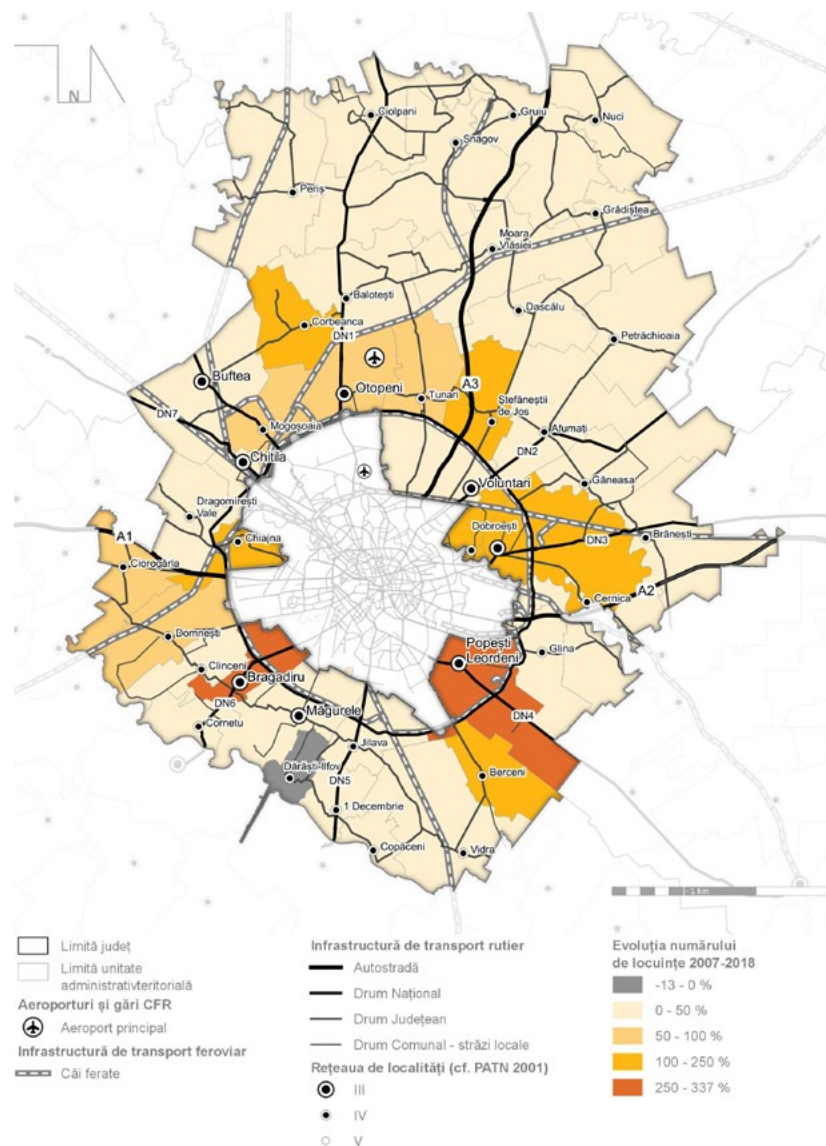 N
Ciolpani
Gruiu
Nuci
Snagov
Periș
Grădiștea
Moara
Vlăsiei
Balotești
Dascălu
Corbeanca
DN1
Petrăchioaia
Buftea
Otopeni
A3
Tunari
Ștefăneștii
de Jos
DN7
Mogoșoaia
Afumați
DN2
Chitila
Găneasa
Voluntari
Dragomirești
Vale
Dobroești
A1
Chiajna
DN3
Brănești
Ciorogârla
A2
Cernica
Domnești
Popești
Leordeni
Glina
Clinceni
Bragadiru
DN6
Măgurele
DN4
Cornetu
Jilava
Dărăști-Ilfov
DN5
Berceni
1 Decembrie
Copăceni
Vidra
1 km
Limită județ
Limită unitate
administrativteritorială
Aeroporturi și gări CFR
Aeroport principal
Infrastructură de transport feroviar
Căi ferate
Infrastructură de transport rutier
Autostradă
Drum Național
Drum Județean
Drum Comunal - străzi locale
Rețeaua de localități (cf. PATN 2001)
III
IV
V
Evoluția numărului
de locuințe 2007-2018
-13 - 0 %
0 - 50 %
50 - 100 %
100 - 250 %
250 - 337 %